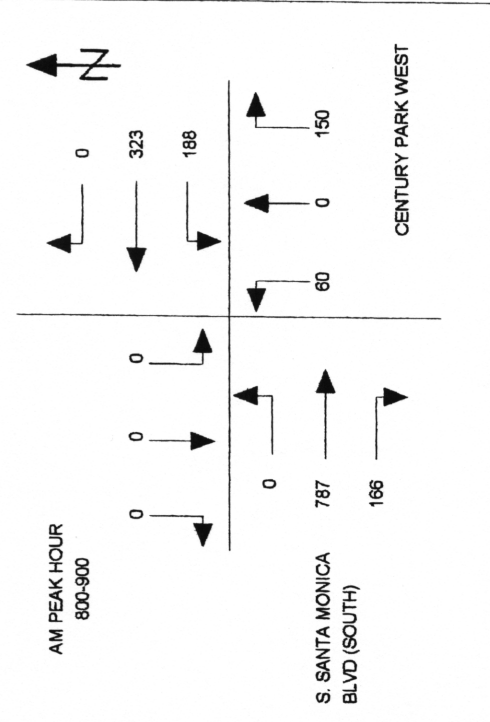 AM PEAK HOUR
800-900
N
0
0
0
0
323
188
0
787
166
60
0
150
S. SANTA MONICA
BLVD (SOUTH)
CENTURY PARK WEST